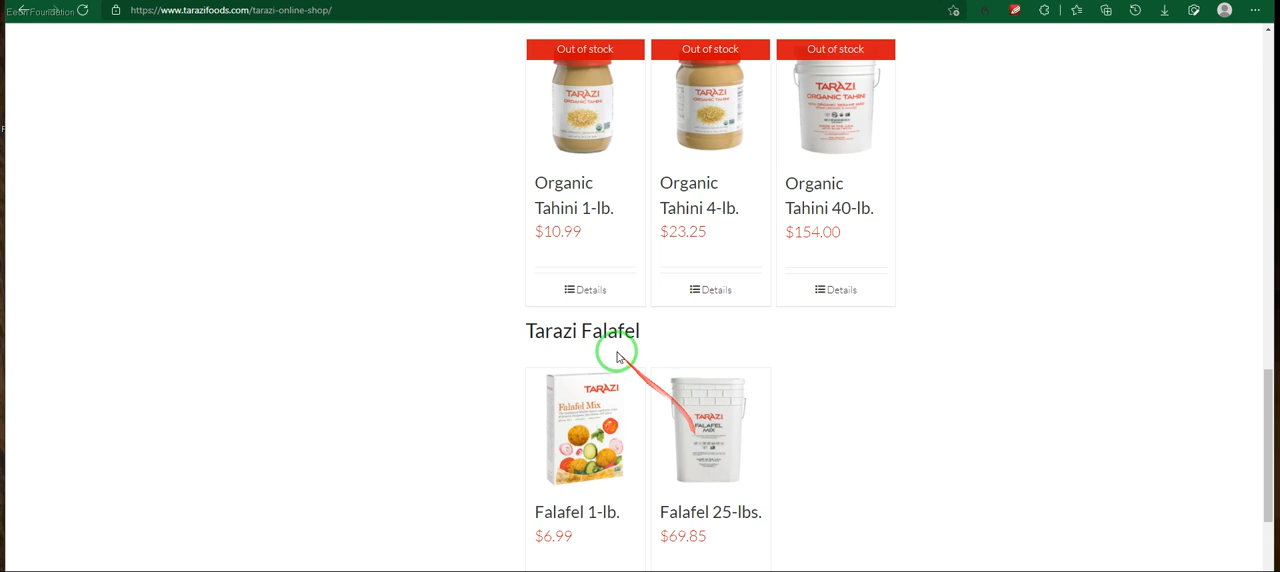 Eeon Foundation
https://www.tarazifoods.com/tarazi-online-shop/
Out of stock
Out of stock
Out of stock
TARAZI
ORGANIC TAHINI
TARAZI
ORGANIC TAHINI
TARAZI
ORGANIC TAHINI
Organic
Tahini 1-lb.
$10.99
Details
Organic
Tahini 4-lb.
$23.25
Details
Organic
Tahini 40-lb.
$154.00
Details
Tarazi Falafel
TARAZI
Falafel Mix
TARAZI
FALAFEL
MIX
Falafel 1-lb.
$6.99
Falafel 25-lbs.
$69.85